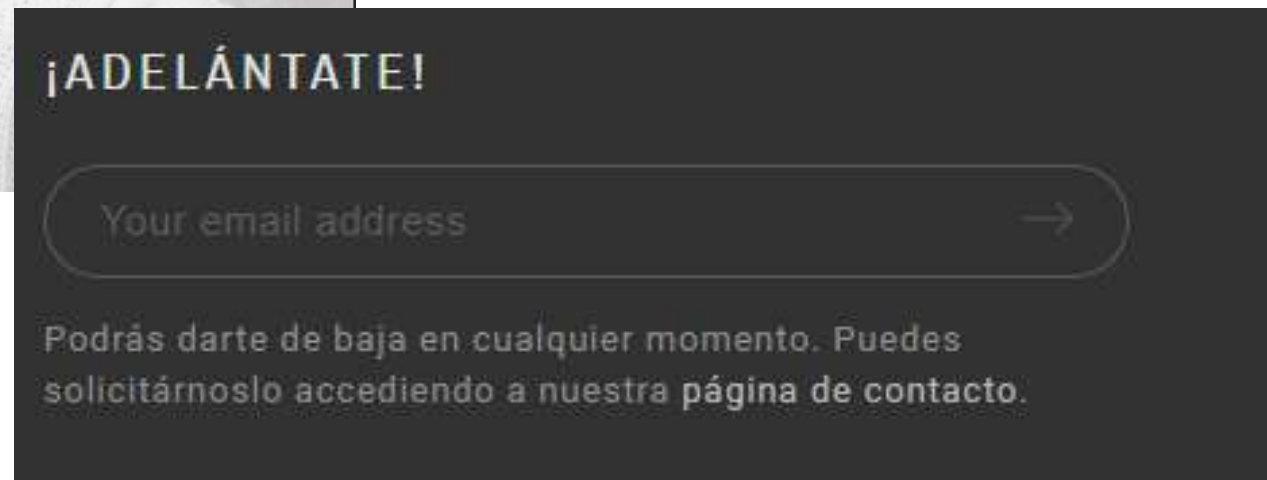 ¡ADELÁNTATE!
Your email address
Podrás darte de baja en cualquier momento. Puedes
solicitárnoslo accediendo a nuestra página de contacto.